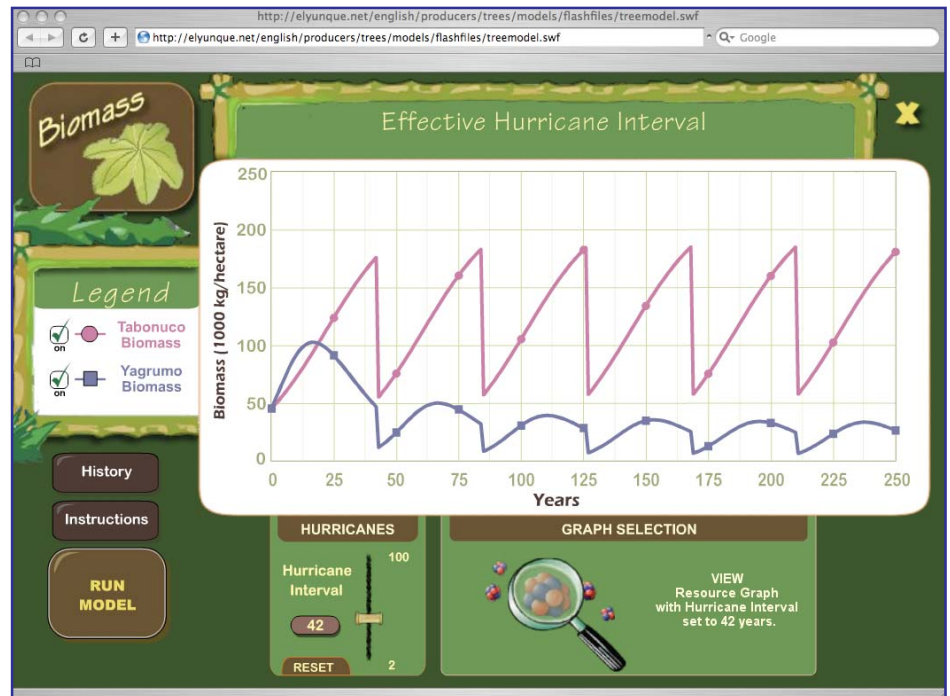 http://elyunque.net/english/producers/trees/models/flashfiles/treemodel.swf
http://elyunque.net/english/producers/trees/models/flashfiles/treemodel.swf
Google
Biomass
Effective Hurricane Interval
X
Legend
on
Tabonuco
Biomass
on
Yagrumo
Biomass
Biomass (1000 kg/hectare)
250
200
150
100
50
0
0 25 50 75 100 125 150 175 200 225 250
Years
History
Instructions
RUN
MODEL
HURRICANES
Hurricane
Interval
100
42
2
RESET
GRAPH SELECTION
VIEW
Resource Graph
with Hurricane Interval
set to 42 years.